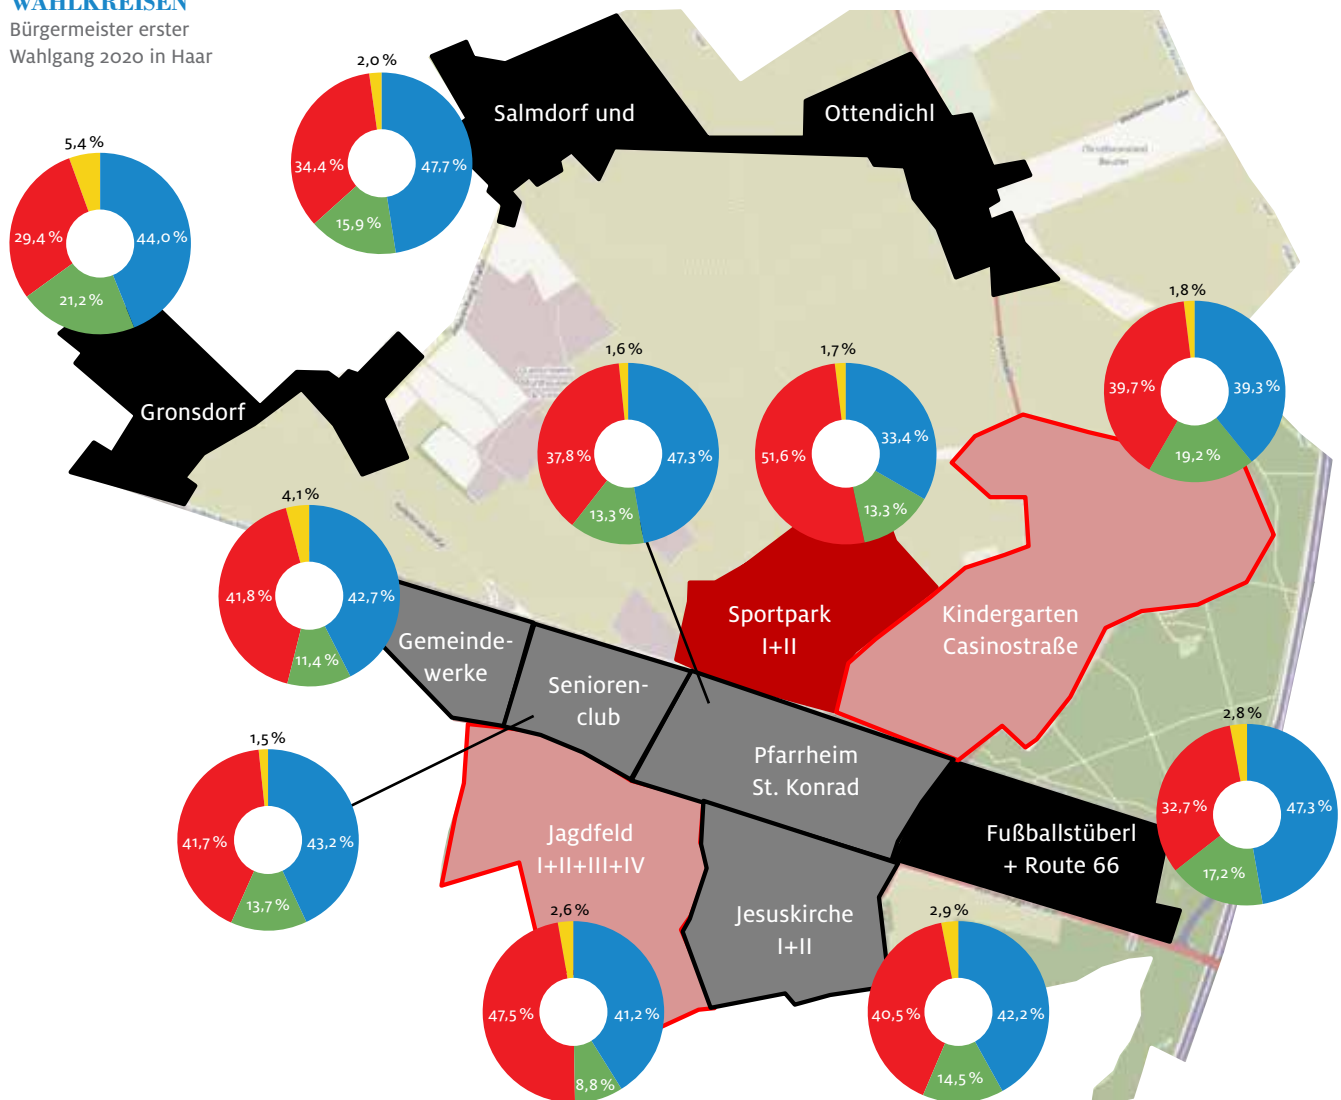 WAHLKREISEN
Bürgermeister erster
Wahlgang 2020 in Haar
2,0 %
34,4 %
47,7 %
15,9 %
Salmdorf und
Ottendichl
5,4 %
29,4 %
44,0 %
21,2 %
Gronsdorf
1,6 %
37,8 %
47,3 %
13,3 %
1,7 %
51,6 %
33,4 %
13,3 %
1,8 %
39,7 %
39,3 %
19,2 %
4,1 %
41,8 %
42,7 %
11,4 %
Gemeinde-
werke
Senioren-
club
Sportpark
I+II
Kindergarten
Casinostraße
Pfarrheim
St. Konrad
1,5 %
41,7 %
43,2 %
13,7 %
Jagdfeld
I+II+III+IV
Jesuskirche
I+II
Fußballstüberl
+ Route 66
2,8 %
32,7 %
47,3 %
17,2 %
2,6 %
47,5 %
41,2 %
8,8 %
2,9 %
40,5 %
42,2 %
14,5 %